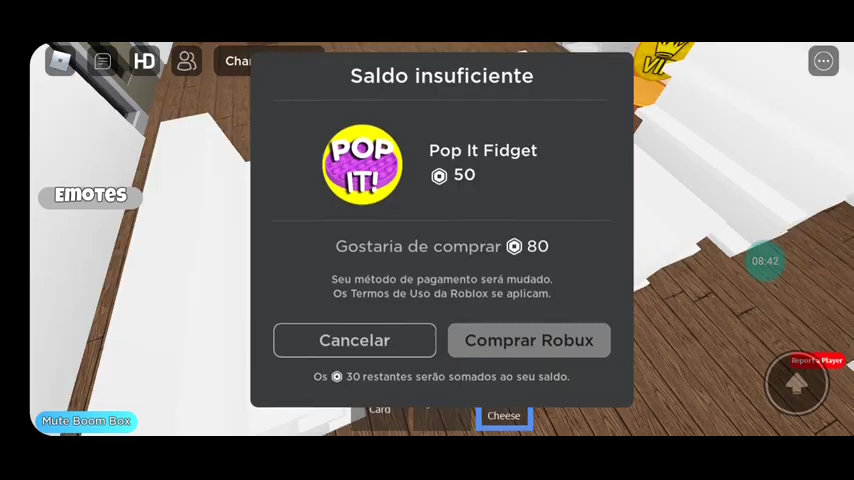 HD
Char
Saldo insuficiente
VI
POP
IT!
Pop It Fidget
50
EMOTES
Gostaria de comprar 80
08:42
Seu método de pagamento será mudado.
Os Termos de Uso da Roblox se aplicam.
Cancelar
Comprar Robux
Report a Player
Os 30 restantes serão somados ao seu saldo.
Card
Cheese
Mute Boom Box